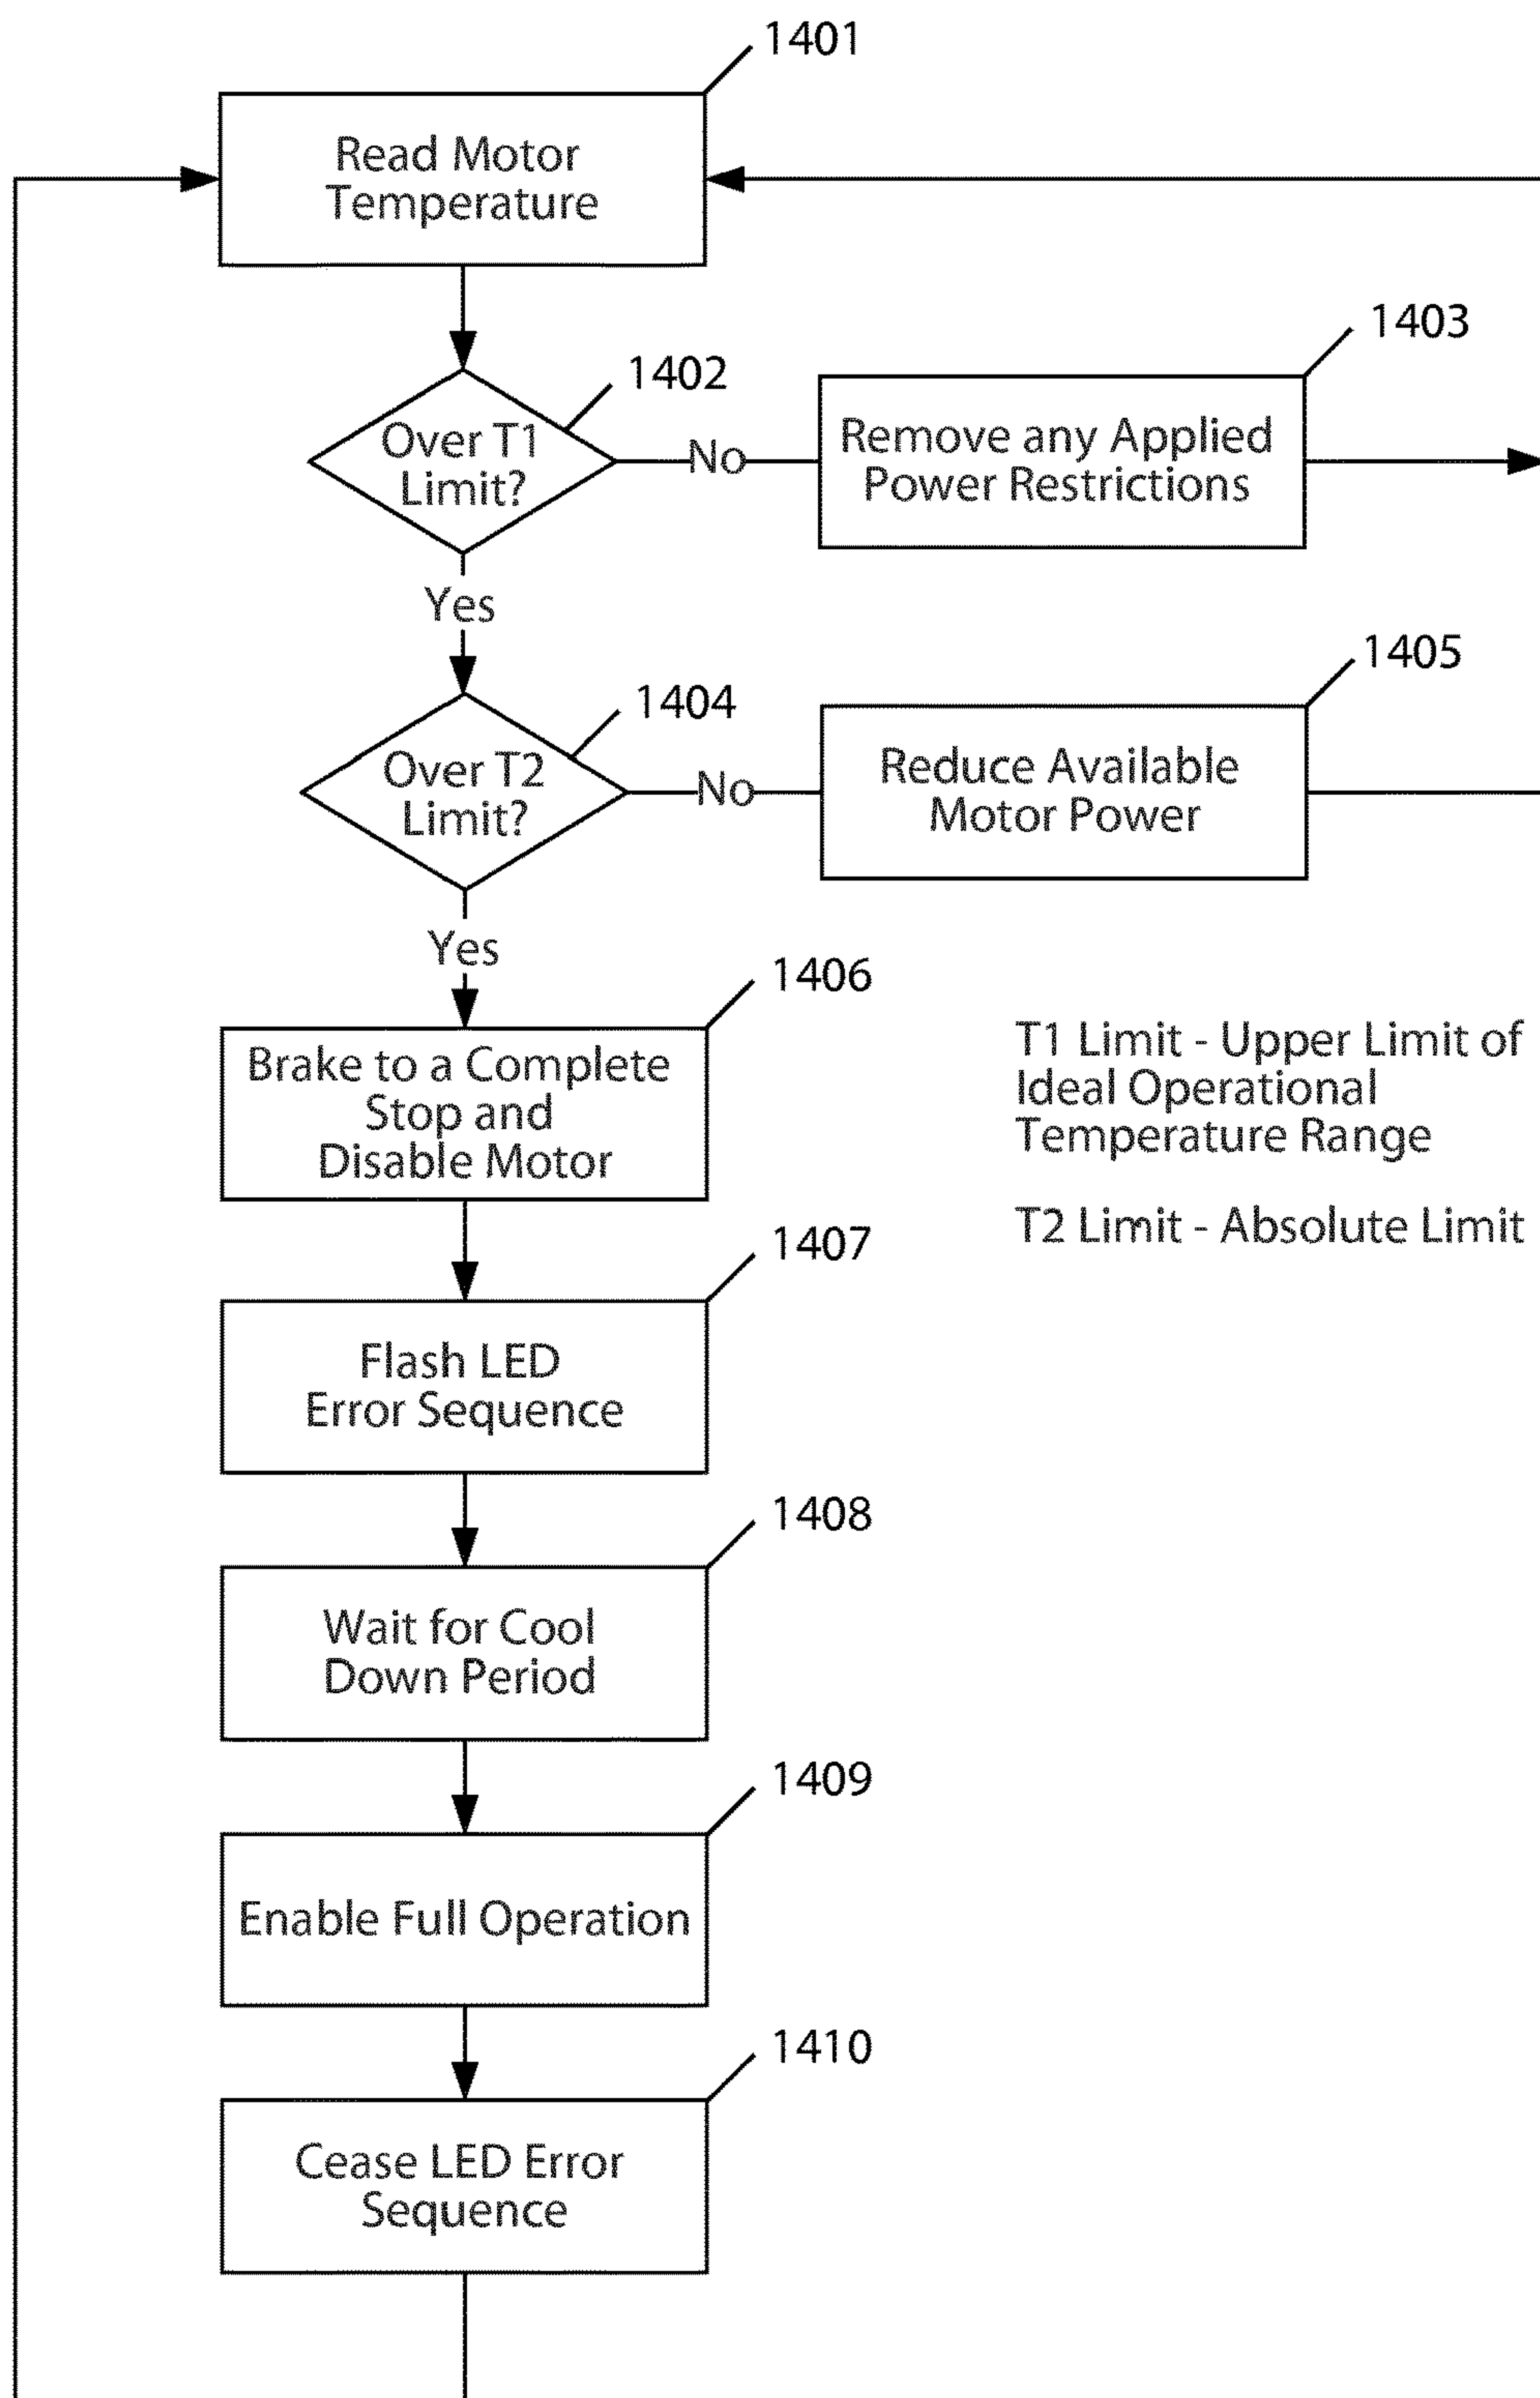 1401
Read Motor
Temperature
1402
Over T1
Limit?
No
1403
Remove any Applied
Power Restrictions
Yes
1404
Over T2
Limit?
No
1405
Reduce Available
Motor Power
Yes
1406
Brake to a Complete
Stop and
Disable Motor
T1 Limit - Upper Limit of
Ideal Operational
Temperature Range
T2 Limit - Absolute Limit
1407
Flash LED
Error Sequence
1408
Wait for Cool
Down Period
1409
Enable Full Operation
1410
Cease LED Error
Sequence